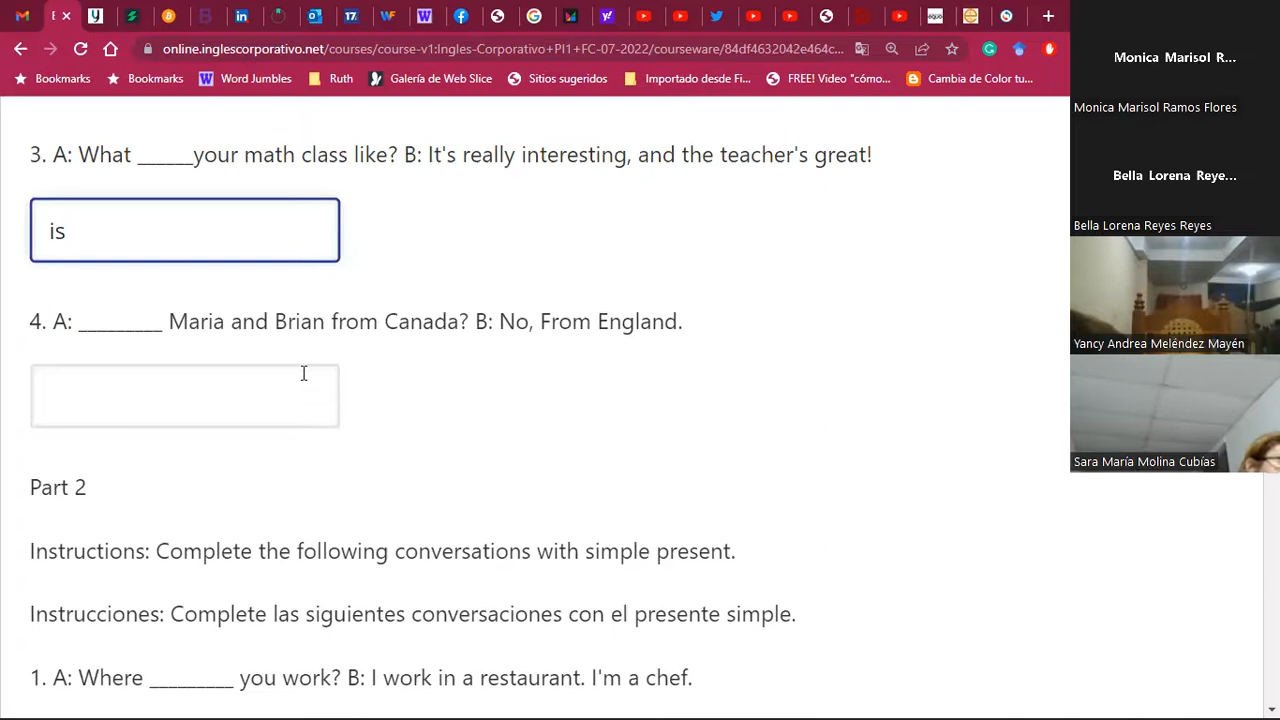 online.inglescorporativo.net/courses/course-v1:Ingles-Corporativo+PI1+FC-07-2022/courseware/84df4632042e464c...
Bookmarks
Bookmarks
Word Jumbles
Ruth
Galería de Web Slice
Sitios sugeridos
Importado desde Fi...
FREE! Video "cómo...
Cambia de Color tu...
3. A: What ______your math class like? B: It's really interesting, and the teacher's great!
is
4. A: _________ Maria and Brian from Canada? B: No, From England.
Part 2
Instructions: Complete the following conversations with simple present.
Instrucciones: Complete las siguientes conversaciones con el presente simple.
1. A: Where _________ you work? B: I work in a restaurant. I'm a chef.
Monica Marisol R...
Monica Marisol Ramos Flores
Bella Lorena Reye...
Bella Lorena Reyes Reyes
Yancy Andrea Meléndez Mayén
Sara María Molina Cubías